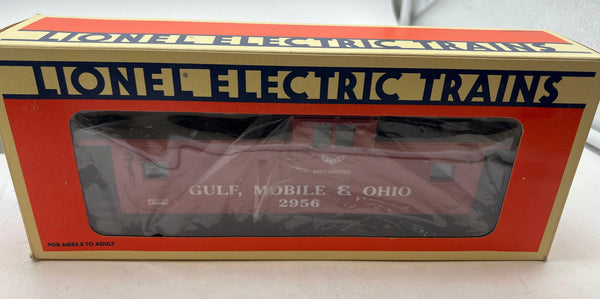 LIONEL® ELECTRIC TRAINS
LIONEL® ELECTRIC TRAINS
GULF, MOBILE & OHIO
2956
FOR AGES 8 TO ADULT